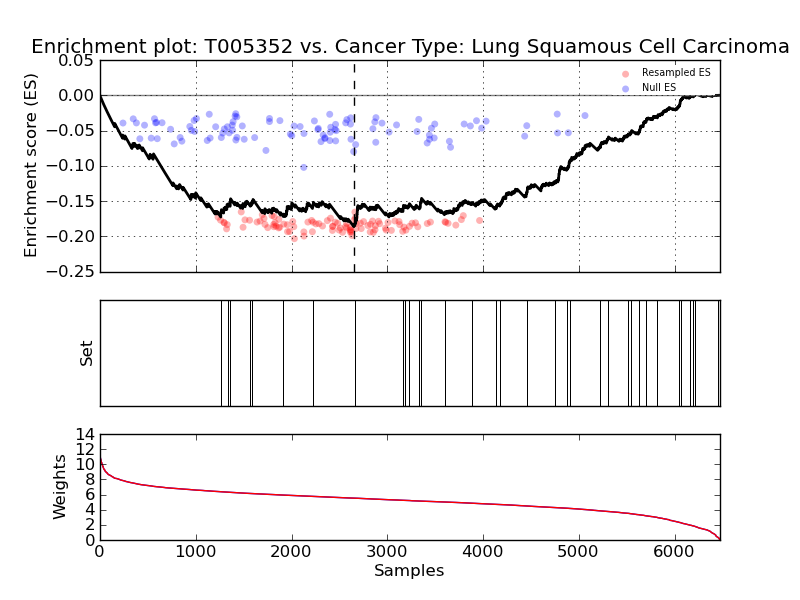 Enrichment plot: T005352 vs. Cancer Type: Lung Squamous Cell Carcinoma
Enrichment score (ES)
0.05
0.00
−0.05
−0.10
−0.15
−0.20
−0.25
Resampled ES
Null ES
Set
Weights
14
12
10
8
6
4
2
0
0 1000 2000 3000 4000 5000 6000
Samples